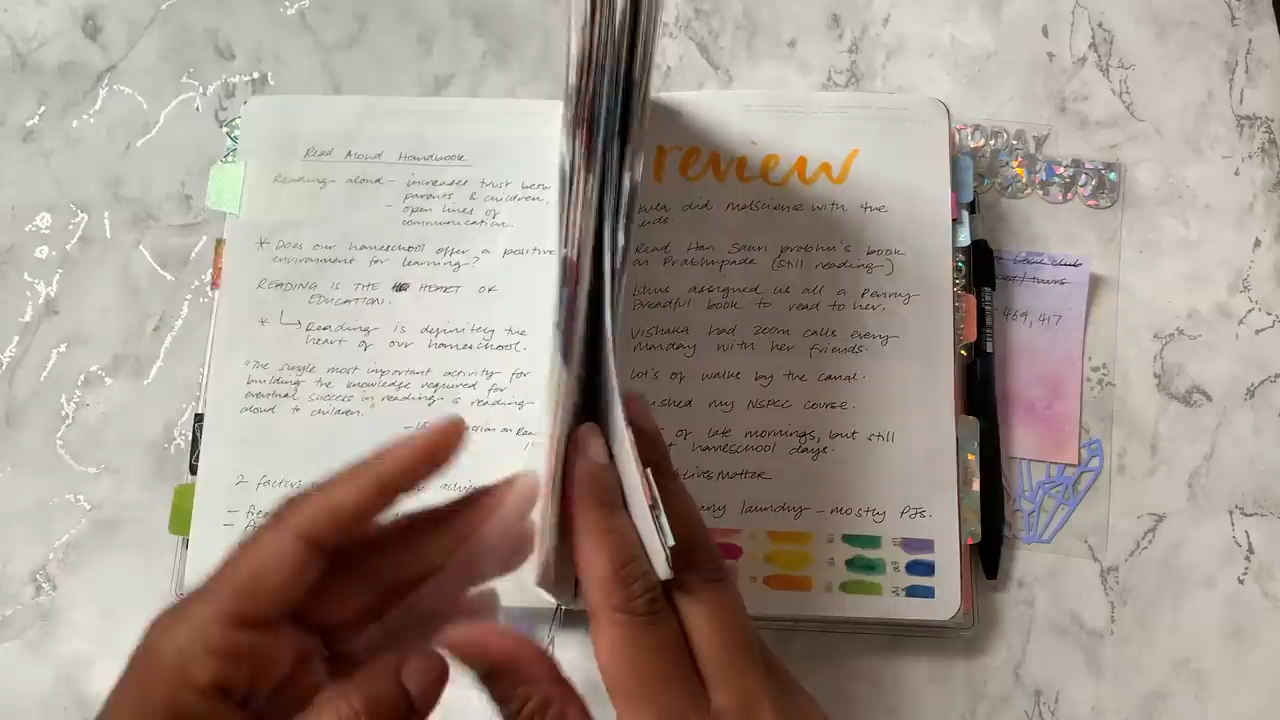 Read Aloud Handbook
Reading aloud - increases trust betw
parents & children.
- open lines of
communication.
* Does our homeschool offer a positive
environment for learning?
READING IS THE HEART OF
EDUCATION.
* Reading is definitely the
heart of our homeschool.
"The single most important activity for
building the knowledge required for
eventual success in reading is reading
aloud to children."
2 factors
review
did with the
Read Hari Sauri prabhu's book
on Prabhupada (still reading)
assigned us all a Penny
Dreadful book to read to her.
Vishaka had zoom calls every
Monday with her friends.
Lot's of walks by the canal.
my NSPCC course.
of late mornings, but still
homeschool days.
LivesMatter
any laundry - mostly PJs.
TODAY
book club
469, 417